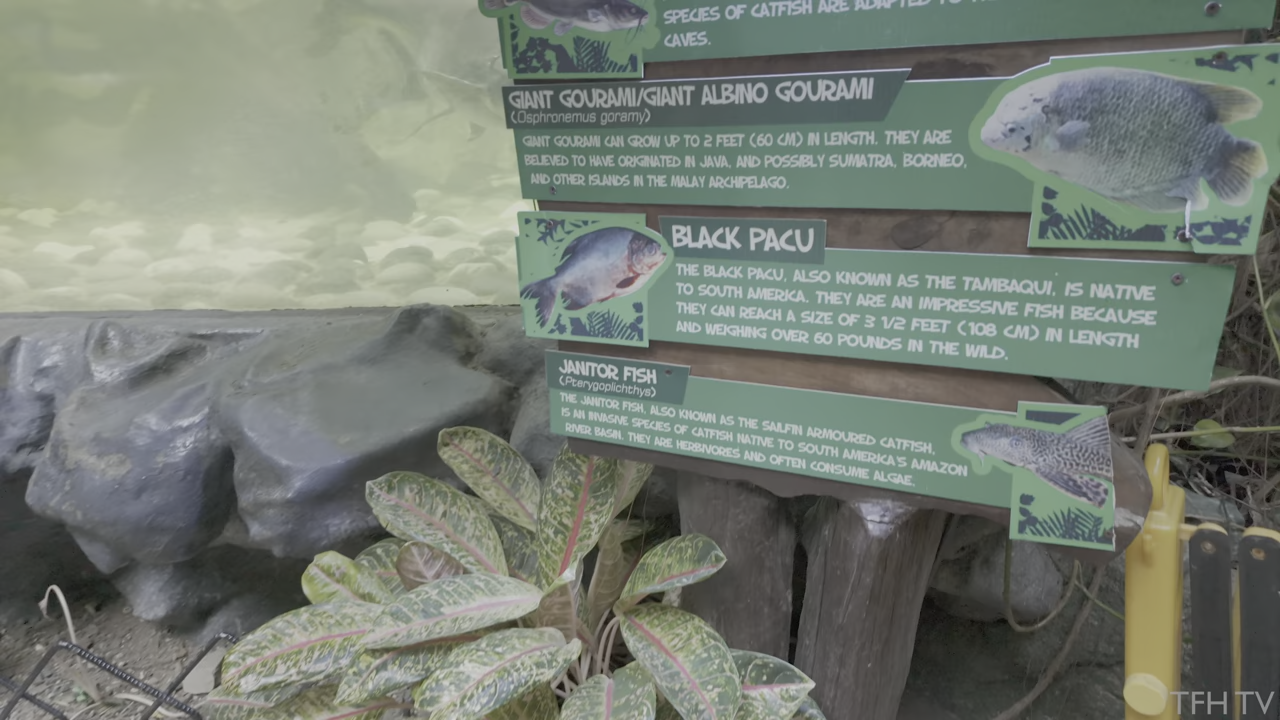 SPECIES OF CATFISH ARE ADAPTED TO
CAVES.
GIANT GOURAMI/GIANT ALBINO GOURAMI
(Osphronemus goramy)
GIANT GOURAMI CAN GROW UP TO 2 FEET (60 CM) IN LENGTH. THEY ARE
BELIEVED TO HAVE ORIGINATED IN JAVA, AND POSSIBLY SUMATRA, BORNEO,
AND OTHER ISLANDS IN THE MALAY ARCHIPELAGO.
BLACK PACU
THE BLACK PACU, ALSO KNOWN AS THE TAMBAQUI, IS NATIVE
TO SOUTH AMERICA. THEY ARE AN IMPRESSIVE FISH BECAUSE
THEY CAN REACH A SIZE OF 3 1/2 FEET (108 CM) IN LENGTH
AND WEIGHING OVER 60 POUNDS IN THE WILD.
JANITOR FISH
(Pterygoplichthys)
THE JANITOR FISH, ALSO KNOWN AS THE SAILFIN ARMOURED CATFISH,
IS AN INVASIVE SPECIES OF CATFISH NATIVE TO SOUTH AMERICA'S AMAZON
RIVER BASIN. THEY ARE HERBIVORES AND OFTEN CONSUME ALGAE.
TFH TV